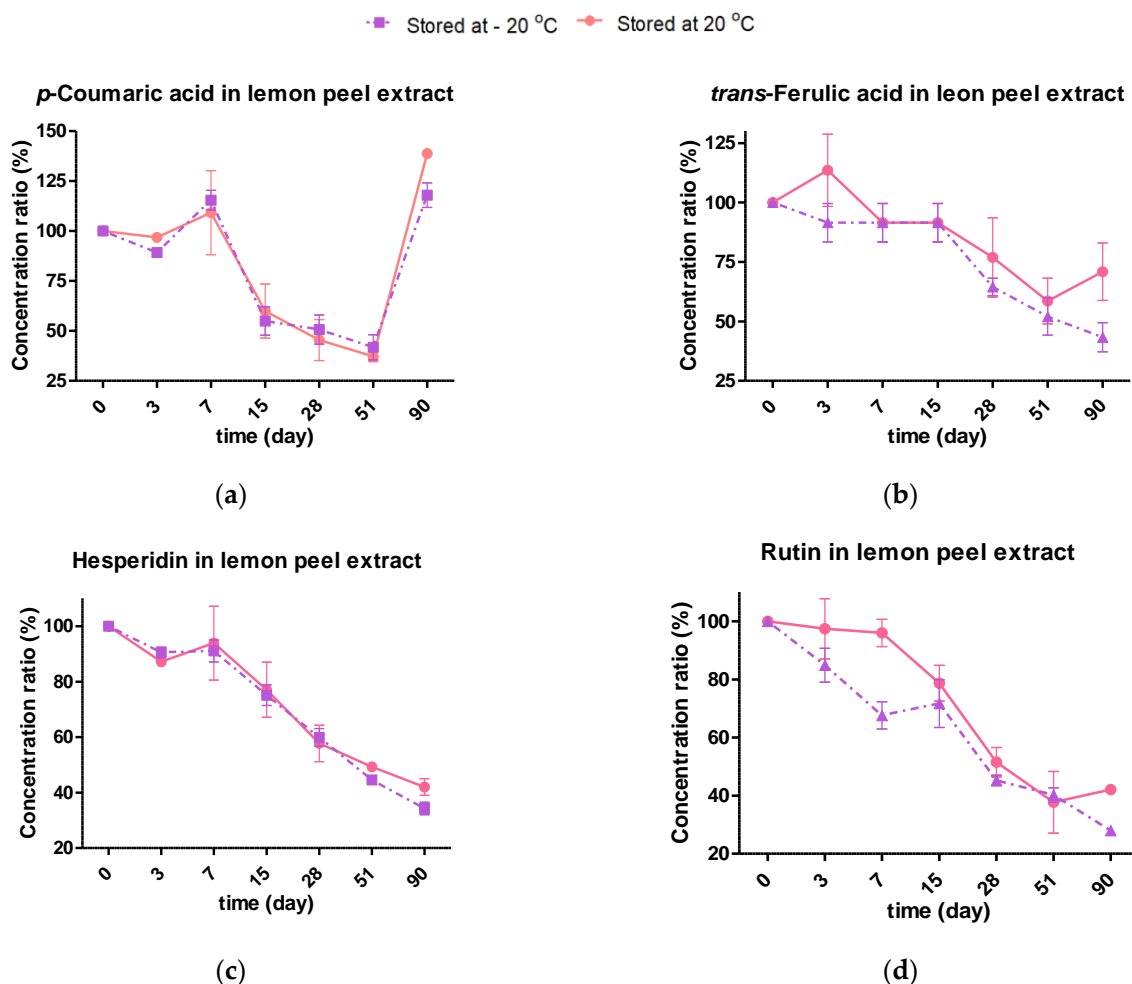 Stored at - 20 °C Stored at 20 °C
p-Coumaric acid in lemon peel extract
Concentration ratio (%)
150
125
100
75
50
25
0 3 7 15 28 51 90
time (day)
(a)
trans-Ferulic acid in leon peel extract
Concentration ratio (%)
125
100
75
50
25
0 3 7 15 28 51 90
time (day)
(b)
Hesperidin in lemon peel extract
Concentration ratio (%)
100
80
60
40
20
0 3 7 15 28 51 90
time (day)
(c)
Rutin in lemon peel extract
Concentration ratio (%)
100
80
60
40
20
0 3 7 15 28 51 90
time (day)
(d)